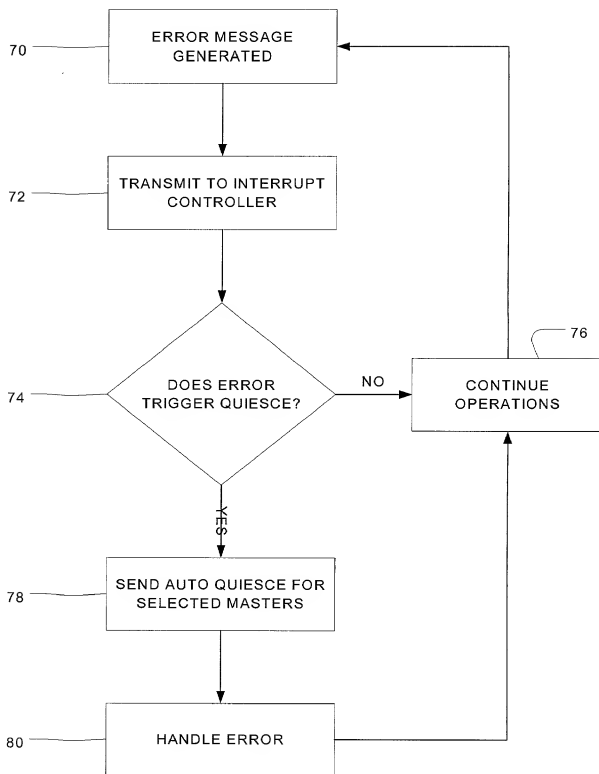 70
ERROR MESSAGE
GENERATED
72
TRANSMIT TO INTERRUPT
CONTROLLER
74
DOES ERROR
TRIGGER QUIESCE?
NO
76
CONTINUE
OPERATIONS
YES
78
SEND AUTO QUIESCE FOR
SELECTED MASTERS
80
HANDLE ERROR